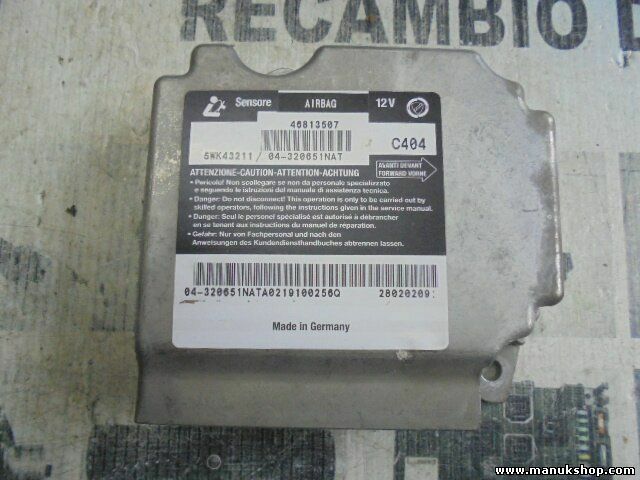 RECAMBIO
Sensore AIRBAG 12V
46813507
5WK43211 / 04-320651NAT
C404
AVANTI DEVANT
FORWARD VORNE
ATTENZIONE-CAUTION-ATTENTION-ACHTUNG
• Pericolo! Non scollegare se non da personale specializzato
e seguendo le istruzioni del manuale di assistenza tecnica.
• Danger: Do not disconnect! This operation is only to be carried out by
skilled operators, following the instructions given in the service manual.
• Danger: Seul le personel spécialisé est autorisé à débrancher
en se tenant aux instructions du manuel de réparation.
• Gefahr: Nur von Fachpersonal und nach den
Anweisungen des Kundendiensthandbuches abtrennen lassen.
04-320651NATA0219100256Q
280202091
Made in Germany
www.manukshop.com